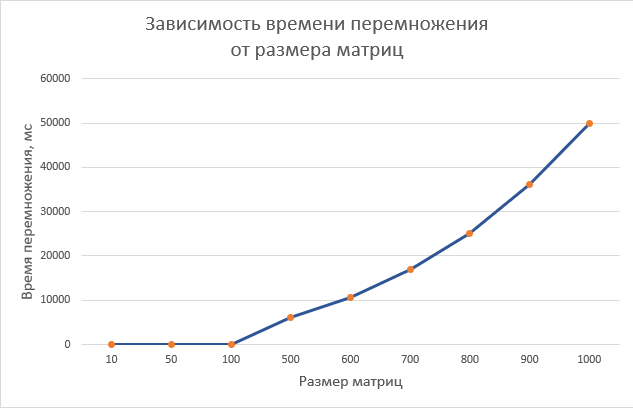 Зависимость времени перемножения
от размера матриц
Время перемножения, мс
60000
50000
40000
30000
20000
10000
0
10 50 100 500 600 700 800 900 1000
Размер матриц